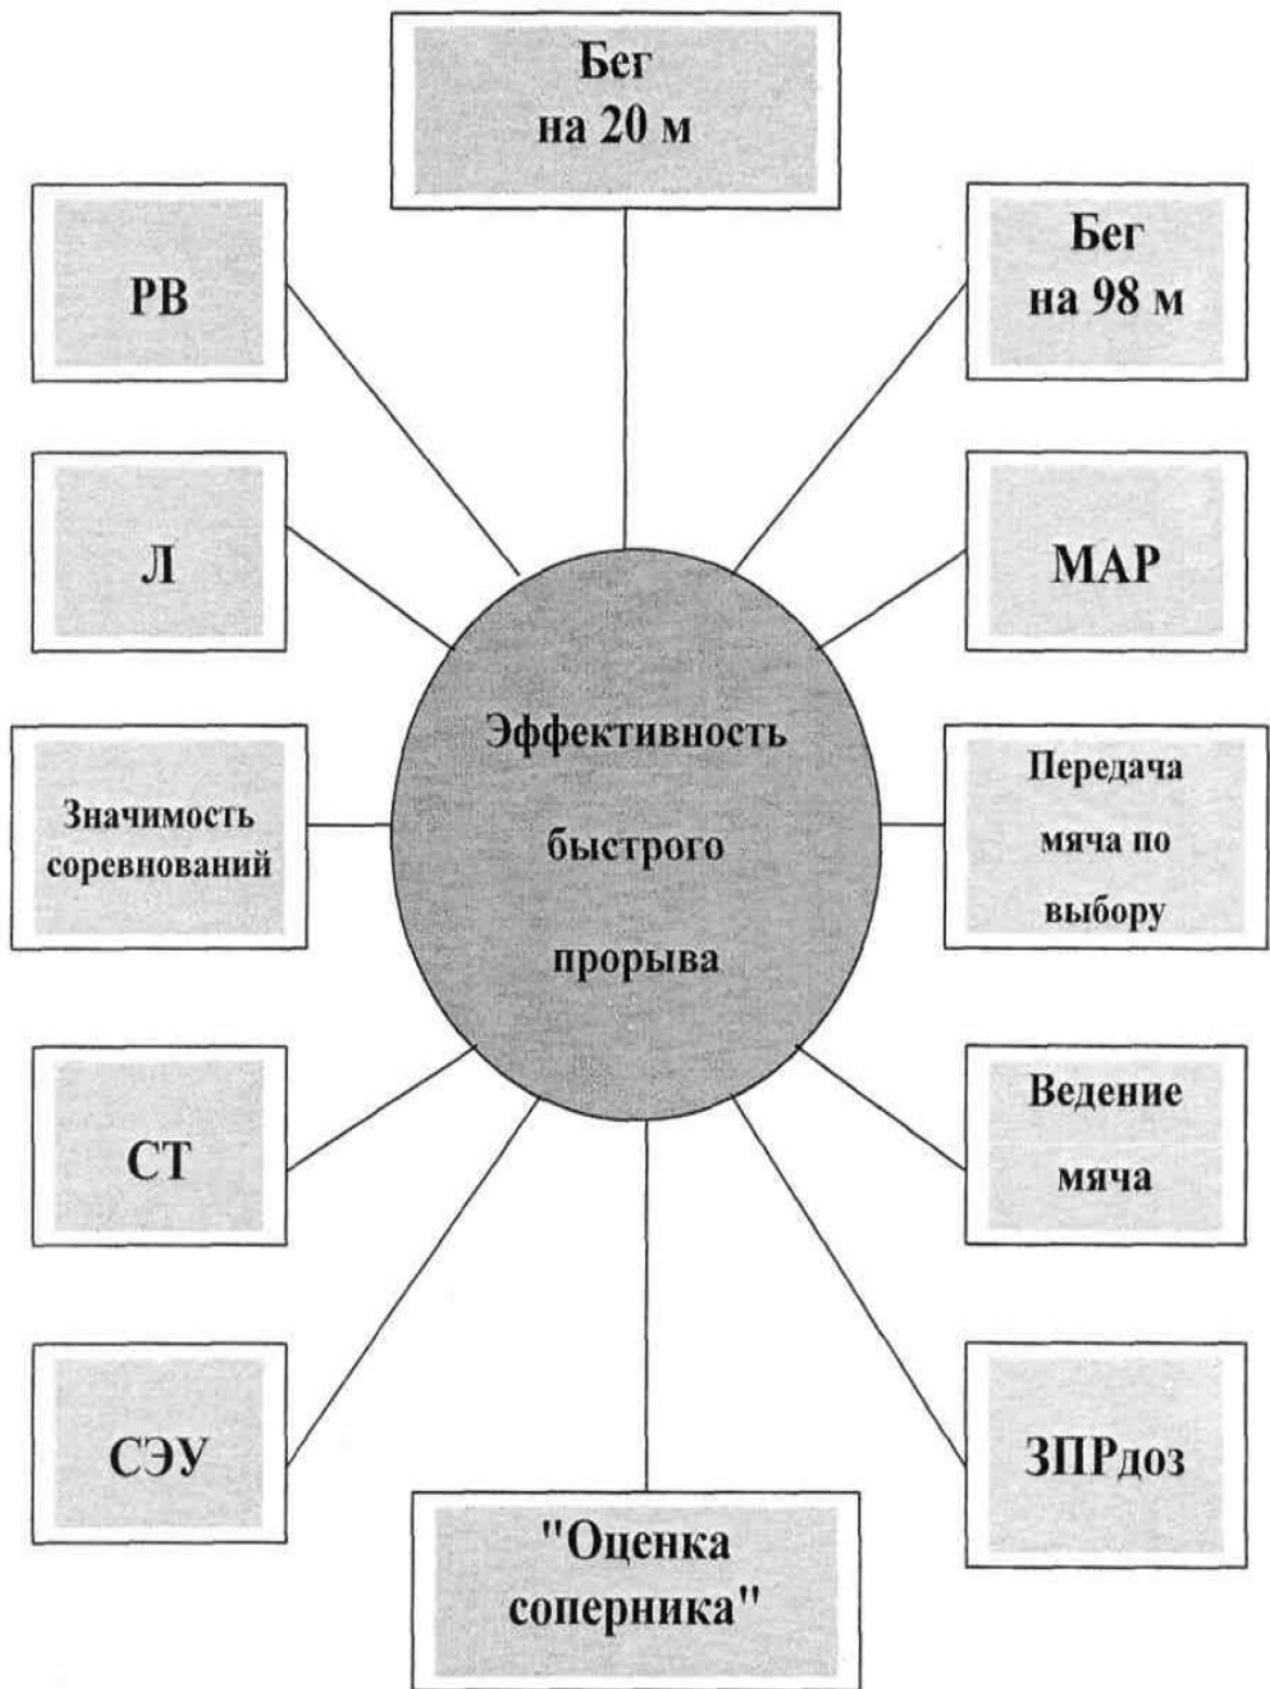 Бег
на 20 м
РВ
Бег
на 98 м
Л
МАР
Эффективность
быстрого
прорыва
Значимость
соревнований
Передача
мяча по
выбору
СТ
Ведение
мяча
СЭУ
ЗПРдоз
"Оценка
соперника"